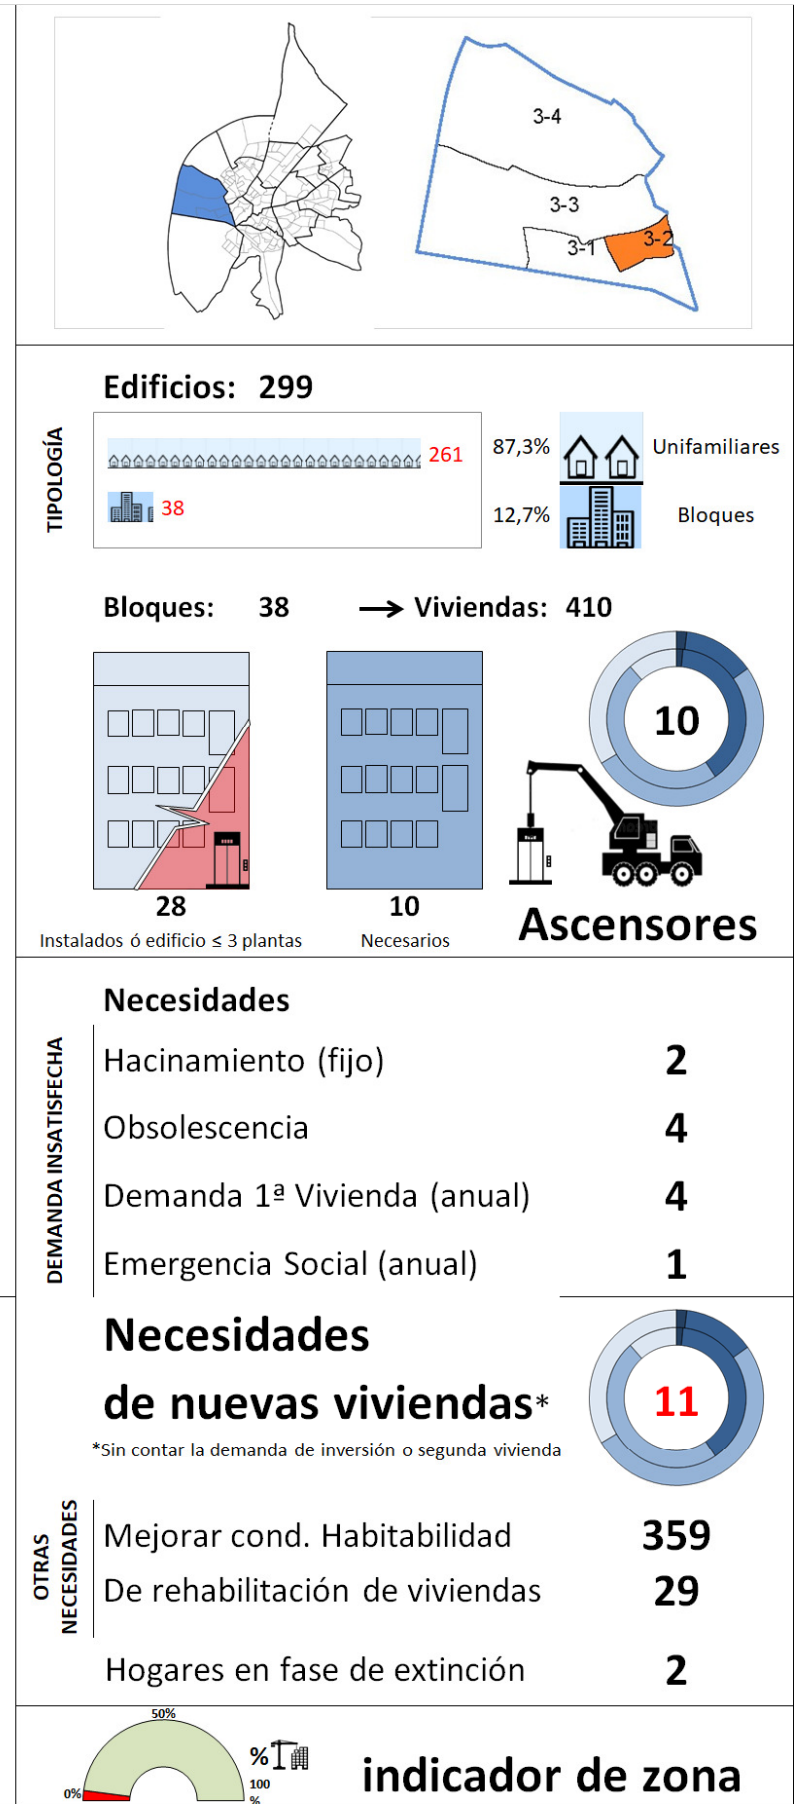 3-4
3-3
3-1
3-2
TIPOLOGÍA
Edificios: 299
261
87,3%
Unifamiliares
38
12,7%
Bloques
Bloques: 38
Viviendas: 410
10
28
10
Instalados ó edificio ≤ 3 plantas
Necesarios
Ascensores
DEMANDA INSATISFECHA
Necesidades
Hacinamiento (fijo) 2
Obsolescencia 4
Demanda 1ª Vivienda (anual) 4
Emergencia Social (anual) 1
Necesidades
de nuevas viviendas*
11
*Sin contar la demanda de inversión o segunda vivienda
OTRAS
NECESIDADES
Mejorar cond. Habitabilidad 359
De rehabilitación de viviendas 29
Hogares en fase de extinción 2
50%
%
0%
100
%
indicador de zona